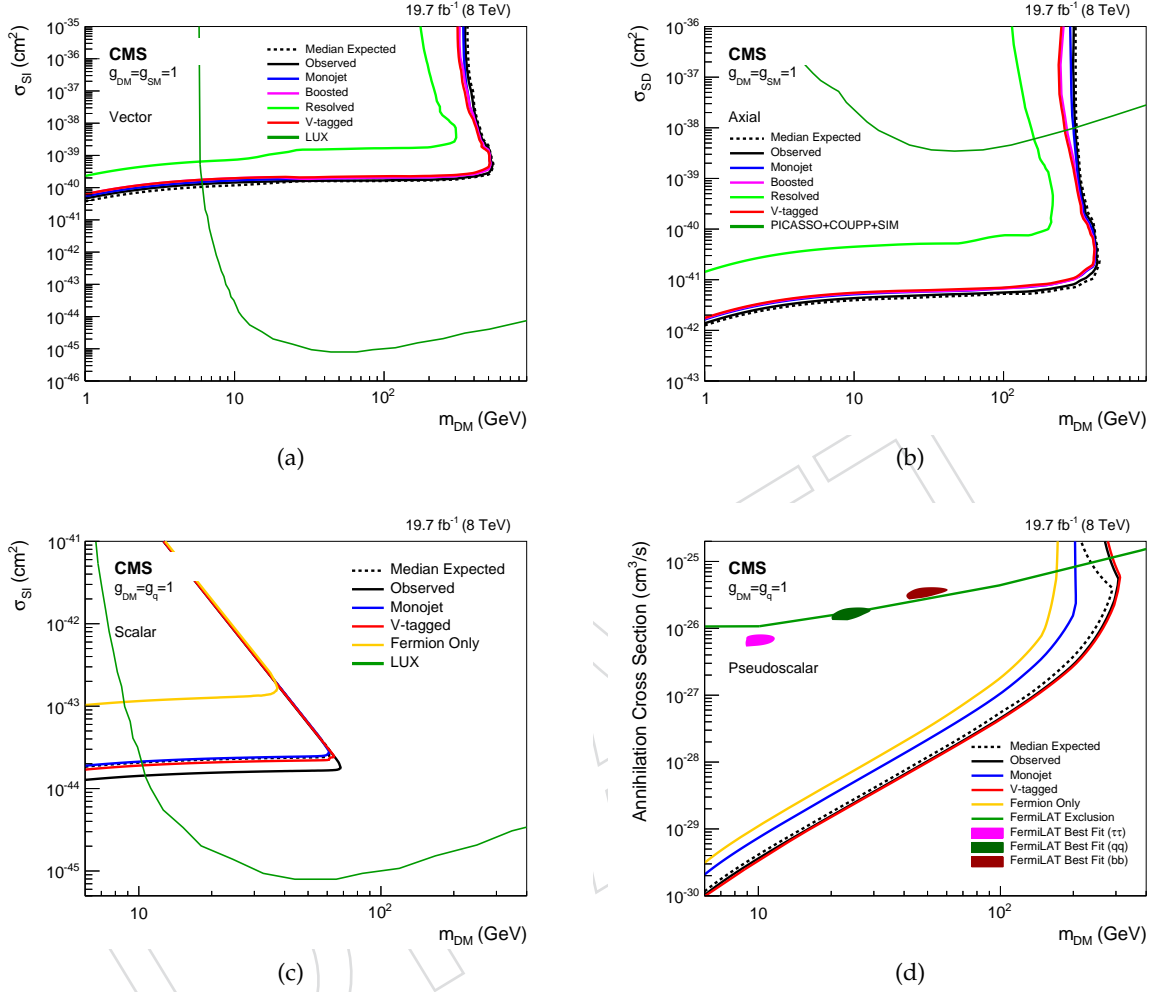 19.7 fb⁻¹ (8 TeV)
σ_SI (cm²)
10⁻³⁵
10⁻³⁶
10⁻³⁷
10⁻³⁸
10⁻³⁹
10⁻⁴⁰
10⁻⁴¹
10⁻⁴²
10⁻⁴³
10⁻⁴⁴
10⁻⁴⁵
10⁻⁴⁶
CMS
g_DM=g_SM=1
Vector
Median Expected
Observed
Monojet
Boosted
Resolved
V-tagged
LUX
1
10
10²
m_DM (GeV)
(a)
19.7 fb⁻¹ (8 TeV)
σ_SD (cm²)
10⁻³⁵
10⁻³⁶
10⁻³⁷
10⁻³⁸
10⁻³⁹
10⁻⁴⁰
10⁻⁴¹
10⁻⁴²
10⁻⁴³
CMS
g_DM=g_SM=1
Axial
Median Expected
Observed
Monojet
Boosted
Resolved
V-tagged
PICASSO+COUPP+SIM
1
10
10²
m_DM (GeV)
(b)
19.7 fb⁻¹ (8 TeV)
σ_SI (cm²)
10⁻⁴¹
10⁻⁴²
10⁻⁴³
10⁻⁴⁴
10⁻⁴⁵
CMS
g_DM=g_q=1
Scalar
Median Expected
Observed
Monojet
V-tagged
Fermion Only
LUX
10
10²
m_DM (GeV)
(c)
19.7 fb⁻¹ (8 TeV)
Annihilation Cross Section (cm³/s)
10⁻²⁵
10⁻²⁶
10⁻²⁷
10⁻²⁸
10⁻²⁹
10⁻³⁰
CMS
g_DM=g_q=1
Pseudoscalar
Median Expected
Observed
Monojet
V-tagged
Fermion Only
FermiLAT Exclusion
FermiLAT Best Fit (ττ)
FermiLAT Best Fit (qq)
FermiLAT Best Fit (bb)
10
10²
m_DM (GeV)
(d)